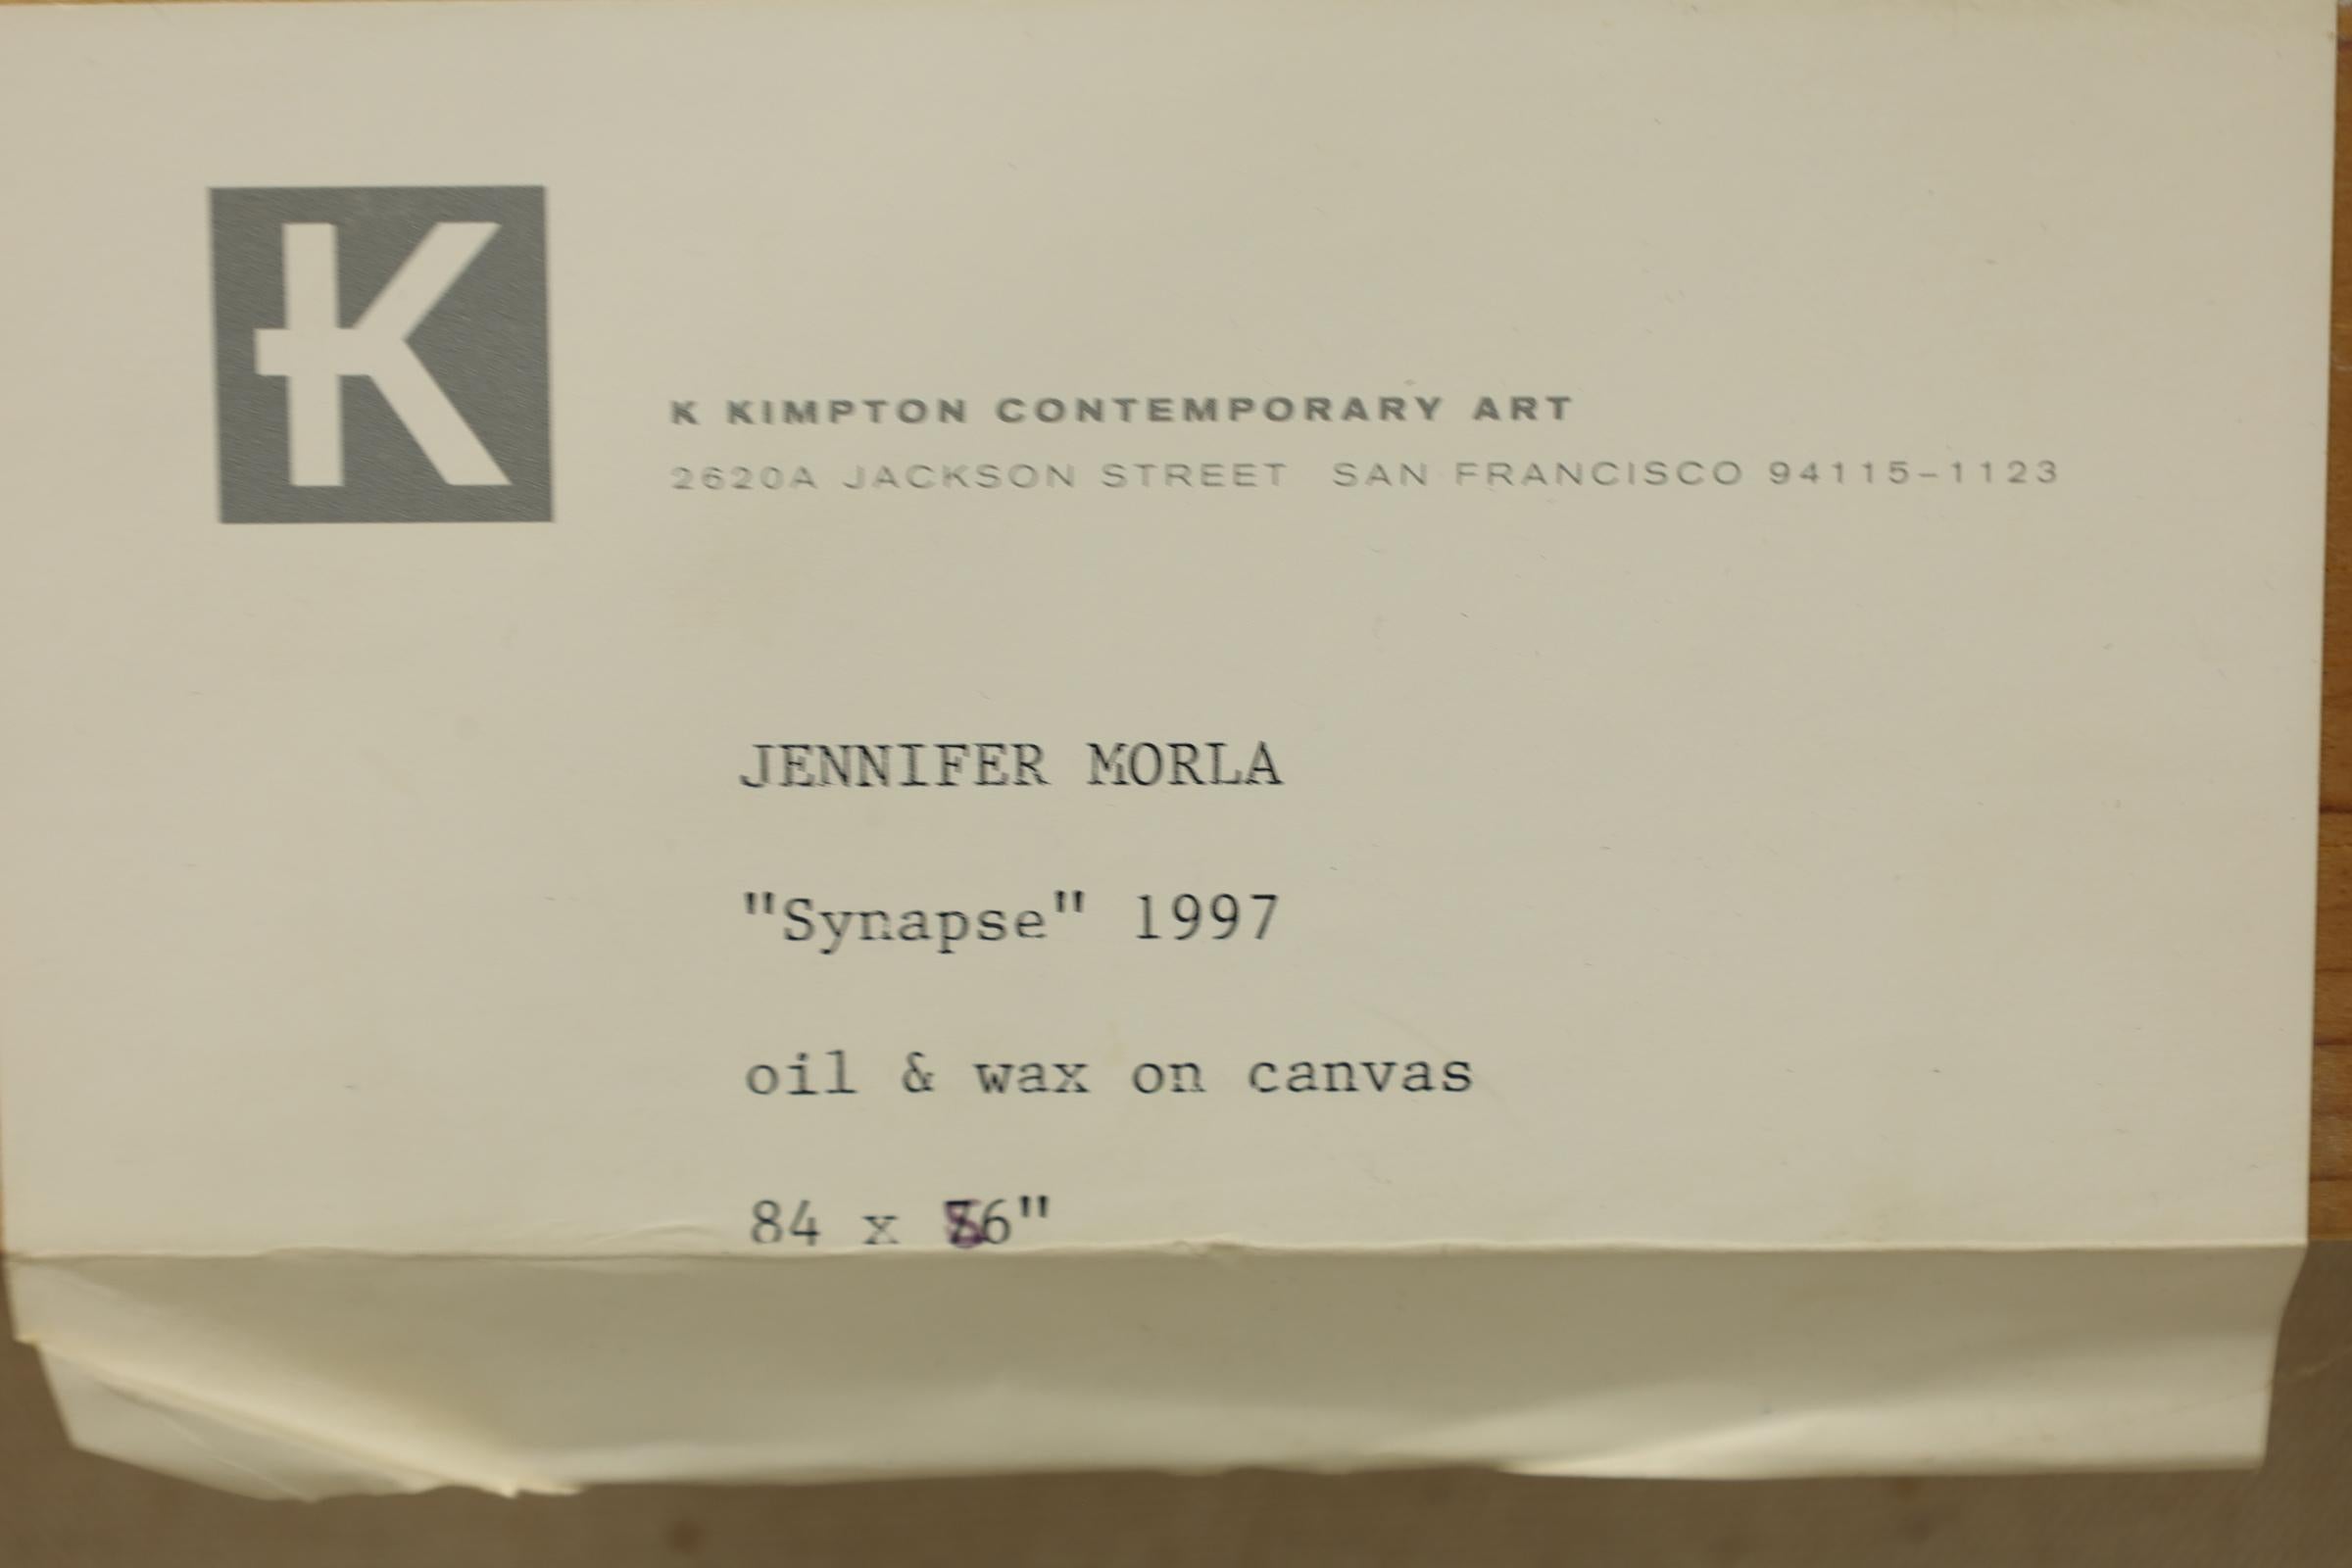 K
K KIMPTON CONTEMPORARY ART
2620A JACKSON STREET SAN FRANCISCO 94115-1123
JENNIFER MORLA
"Synapse" 1997
oil & wax on canvas
84 x